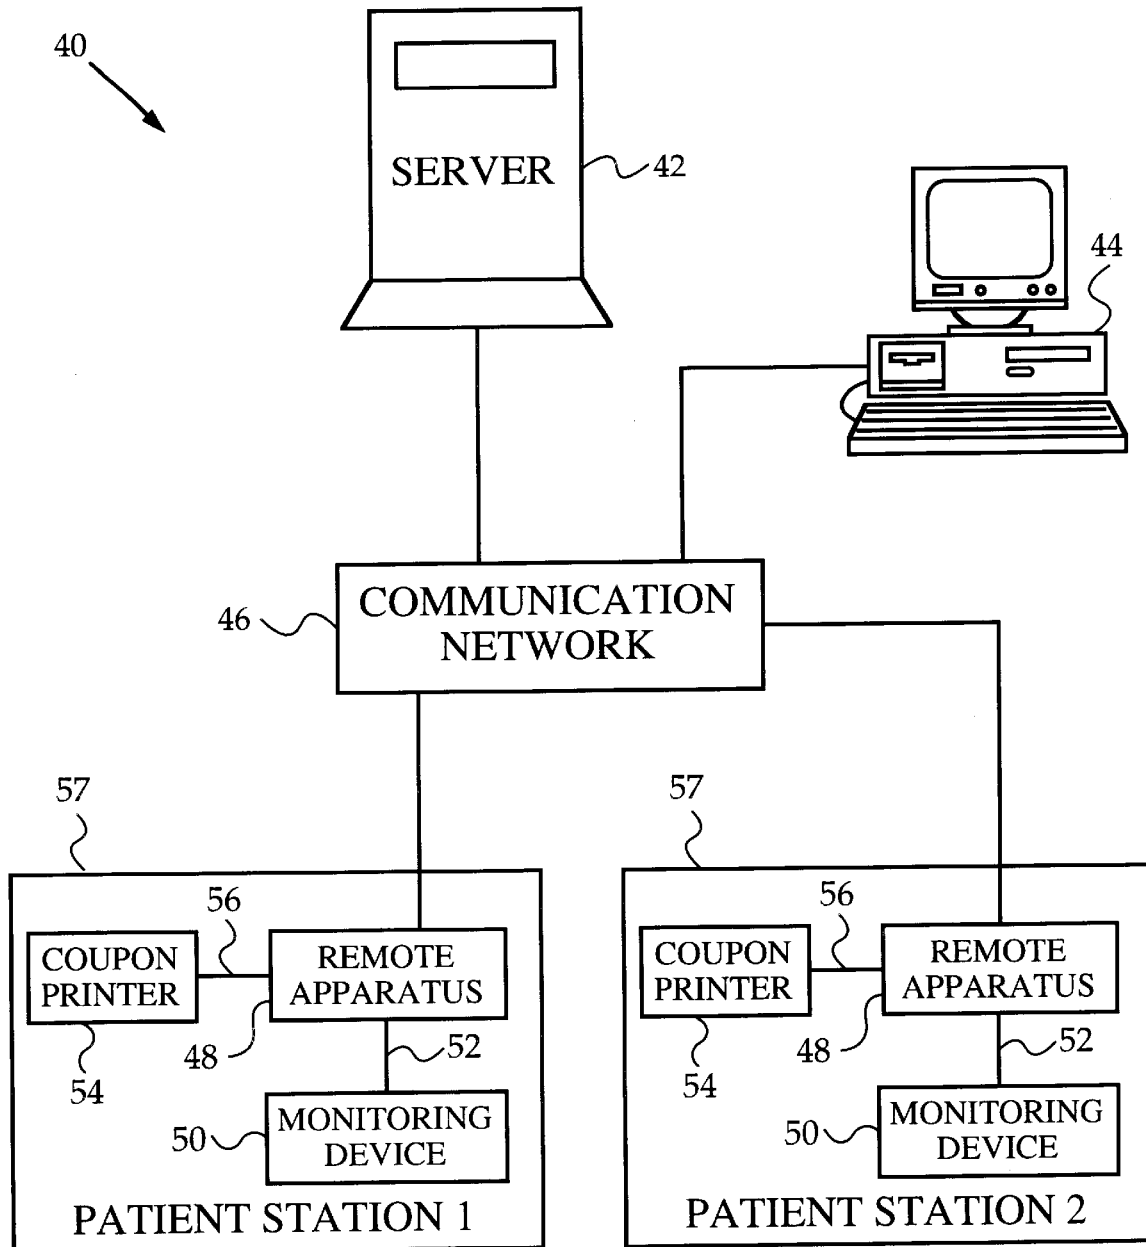 40
SERVER
42
44
COMMUNICATION
NETWORK
46
57
57
56
COUPON
PRINTER
REMOTE
APPARATUS
48
54
52
50
MONITORING
DEVICE
PATIENT STATION 1
56
COUPON
PRINTER
REMOTE
APPARATUS
48
54
52
50
MONITORING
DEVICE
PATIENT STATION 2